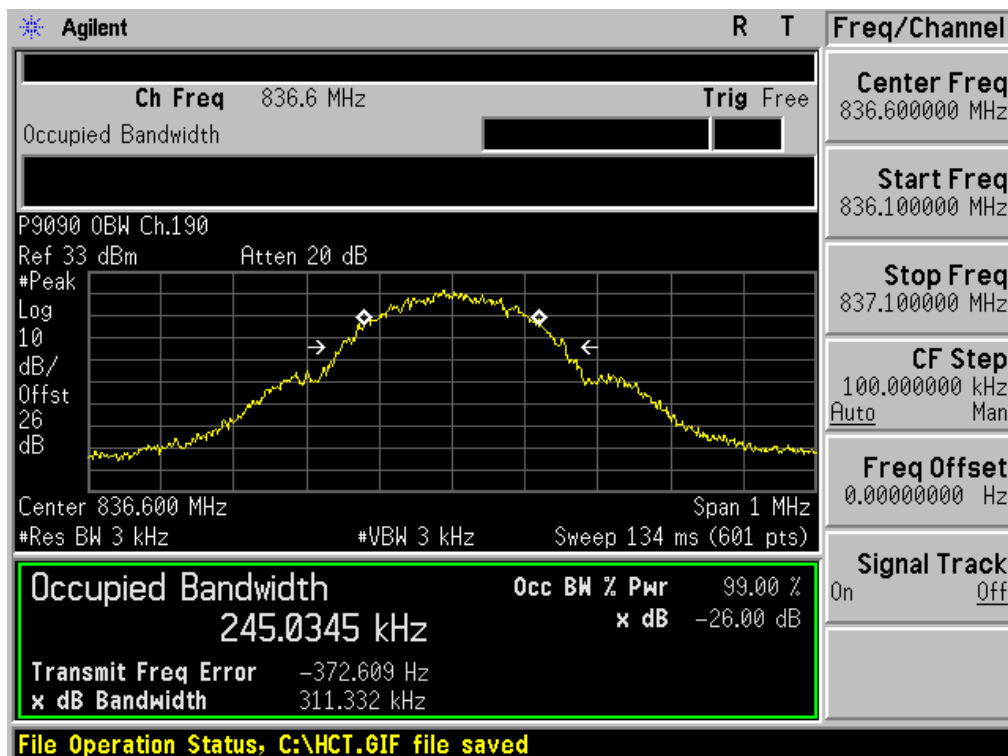 Agilent R T
Freq/Channel
Ch Freq 836.6 MHz Trig Free
Occupied Bandwidth
Center Freq
836.600000 MHz
Start Freq
836.100000 MHz
Stop Freq
837.100000 MHz
CF Step
100.000000 kHz
Auto Man
Freq Offset
0.00000000 Hz
Signal Track
On Off
P9090 OBW Ch.190
Ref 33 dBm Atten 20 dB
#Peak
Log
10
dB/
Offst
26
dB
Center 836.600 MHz Span 1 MHz
#Res BW 3 kHz #VBW 3 kHz Sweep 134 ms (601 pts)
Occupied Bandwidth Occ BW % Pwr 99.00 %
245.0345 kHz x dB -26.00 dB
Transmit Freq Error -372.609 Hz
x dB Bandwidth 311.332 kHz
File Operation Status, C:\HCT.GIF file saved